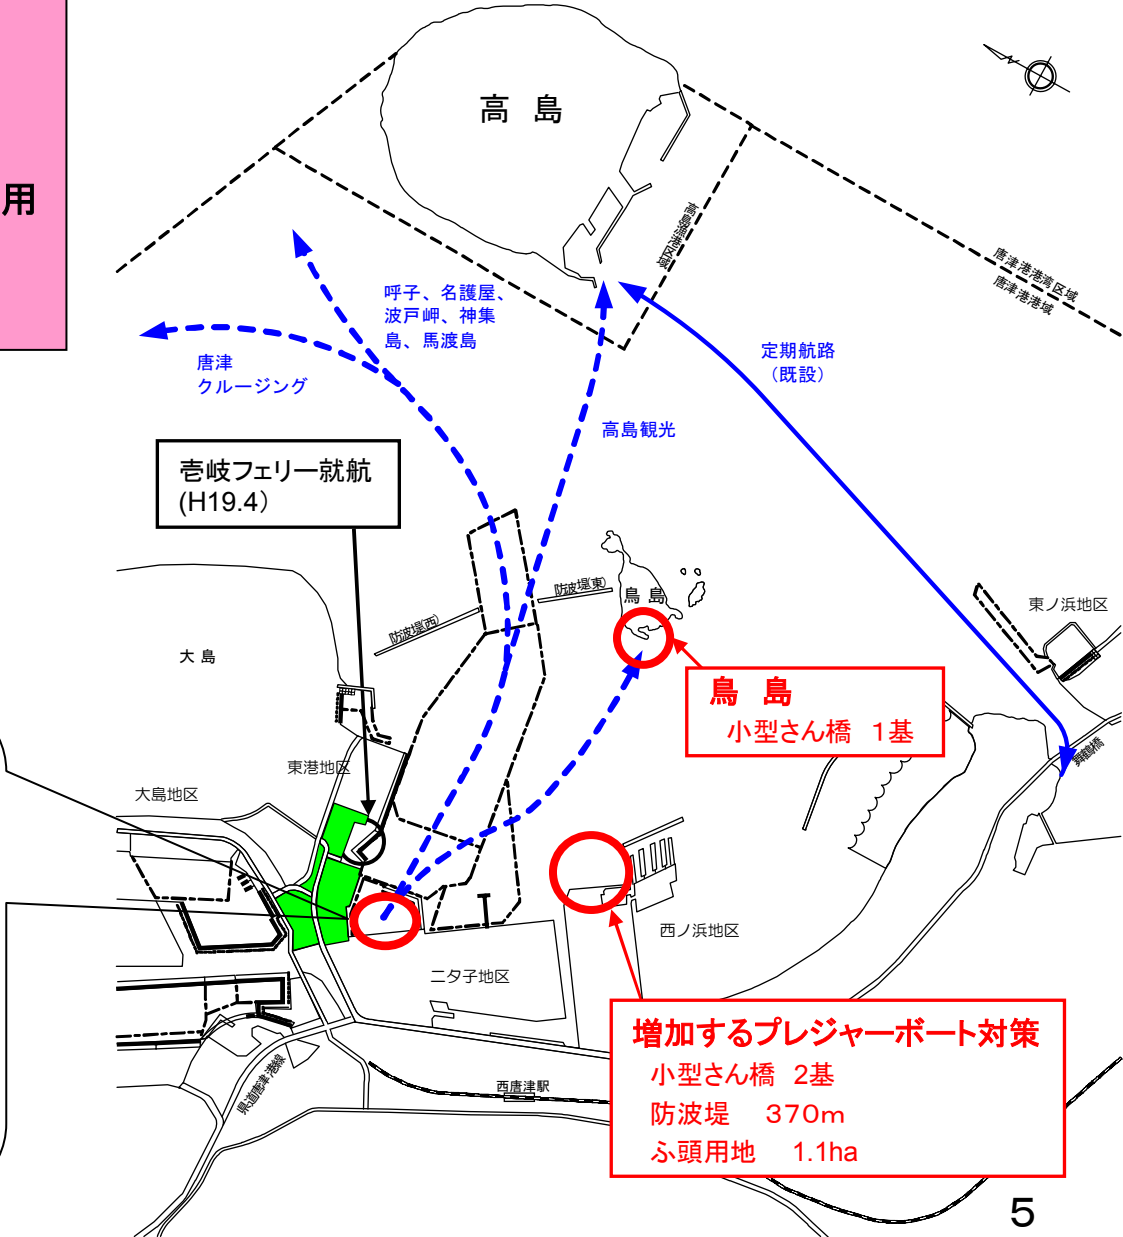 用
高 島
高島漁港区域
唐津港港湾区域
唐津港港域
呼子、名護屋、
波戸岬、神集
島、馬渡島
唐津
クルージング
定期航路
（既設）
高島観光
壱岐フェリー就航
(H19.4）
防波堤(東)
鳥 島
防波堤(西)
東ノ浜地区
大 島
鳥 島
小型さん橋 1基
舞鶴橋
東港地区
大島地区
西ノ浜地区
二タ子地区
増加するプレジャーボート対策
小型さん橋 2基
防波堤 370m
ふ頭用地 1.1ha
県道唐津港線
西唐津駅
5